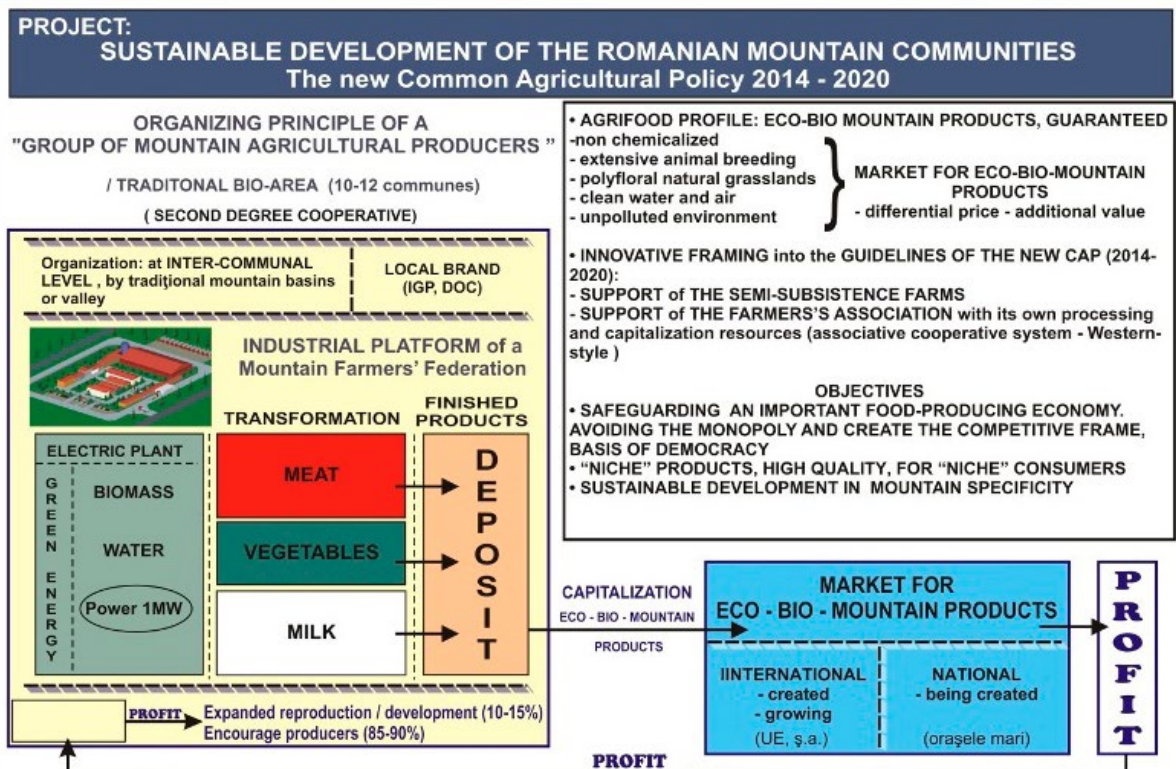 PROJECT:
SUSTAINABLE DEVELOPMENT OF THE ROMANIAN MOUNTAIN COMMUNITIES
The new Common Agricultural Policy 2014 - 2020
ORGANIZING PRINCIPLE OF A
"GROUP OF MOUNTAIN AGRICULTURAL PRODUCERS "
/ TRADITONAL BIO-AREA (10-12 communes)
( SECOND DEGREE COOPERATIVE)
Organization: at INTER-COMMUNAL
LEVEL , by tradiţional mountain basins
or valley
LOCAL BRAND
(IGP, DOC)
INDUSTRIAL PLATFORM of a
Mountain Farmers' Federation
TRANSFORMATION
FINISHED
PRODUCTS
ELECTRIC PLANT
GREEN ENERGY
BIOMASS
WATER
Power 1MW
MEAT
VEGETABLES
MILK
DEPOSIT
PROFIT
Expanded reproduction / development (10-15%)
Encourage producers (85-90%)
• AGRIFOOD PROFILE: ECO-BIO MOUNTAIN PRODUCTS, GUARANTEED
-non chemicalized
- extensive animal breeding
- polyfloral natural grasslands
- clean water and air
- unpolluted environment
MARKET FOR ECO-BIO-MOUNTAIN
PRODUCTS
- differential price - additional value
• INNOVATIVE FRAMING into the GUIDELINES OF THE NEW CAP (2014-
2020):
- SUPPORT of THE SEMI-SUBSISTENCE FARMS
- SUPPORT of THE FARMERS'S ASSOCIATION with its own processing
and capitalization resources (associative cooperative system - Western-
style )
OBJECTIVES
• SAFEGUARDING AN IMPORTANT FOOD-PRODUCING ECONOMY.
AVOIDING THE MONOPOLY AND CREATE THE COMPETITIVE FRAME,
BASIS OF DEMOCRACY
• “NICHE” PRODUCTS, HIGH QUALITY, FOR “NICHE” CONSUMERS
• SUSTAINABLE DEVELOPMENT IN MOUNTAIN SPECIFICITY
CAPITALIZATION
ECO - BIO - MOUNTAIN
PRODUCTS
MARKET FOR
ECO - BIO - MOUNTAIN PRODUCTS
IINTERNATIONAL
- created
- growing
(UE, ş.a.)
NATIONAL
- being created
(oraşele mari)
PROFIT
PROFIT